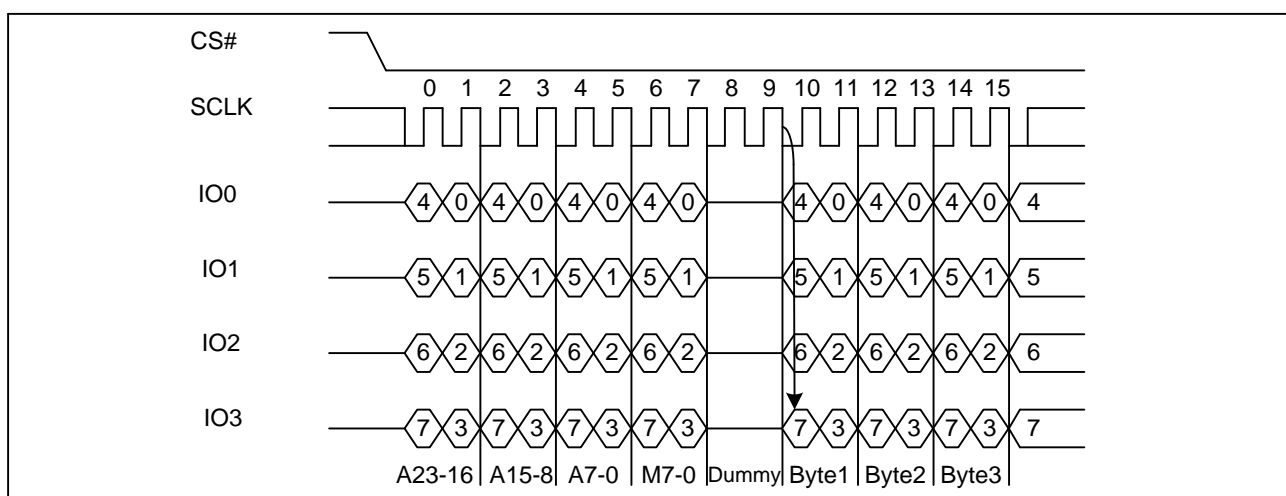 CS#
0 1 2 3 4 5 6 7 8 9 10 11 12 13 14 15
SCLK
IO0 4 0 4 0 4 0 4 0 4 0 4 0 4 0 4
IO1 5 1 5 1 5 1 5 1 5 1 5 1 5 1 5
IO2 6 2 6 2 6 2 6 2 6 2 6 2 6 2 6
IO3 7 3 7 3 7 3 7 3 7 3 7 3 7 3 7
A23-16 A15-8 A7-0 M7-0 Dummy Byte1 Byte2 Byte3